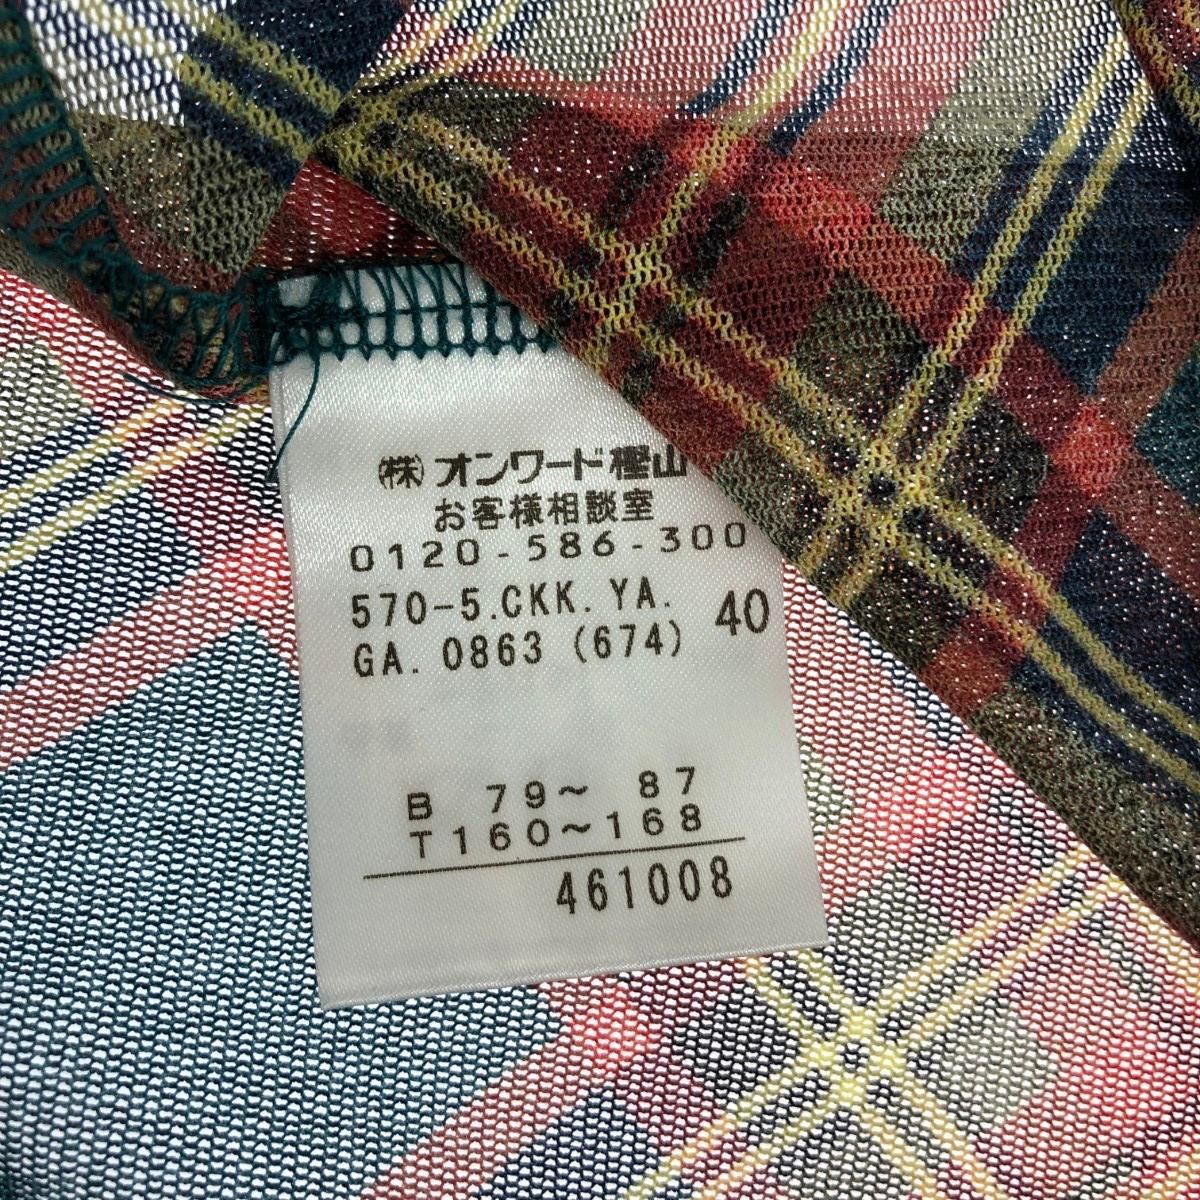 (株)オンワード樫山
お客様相談室
0120-586-300
570-5.CKK.YA.
GA.0863(674) 40
B 79〜 87
T160〜168
461008